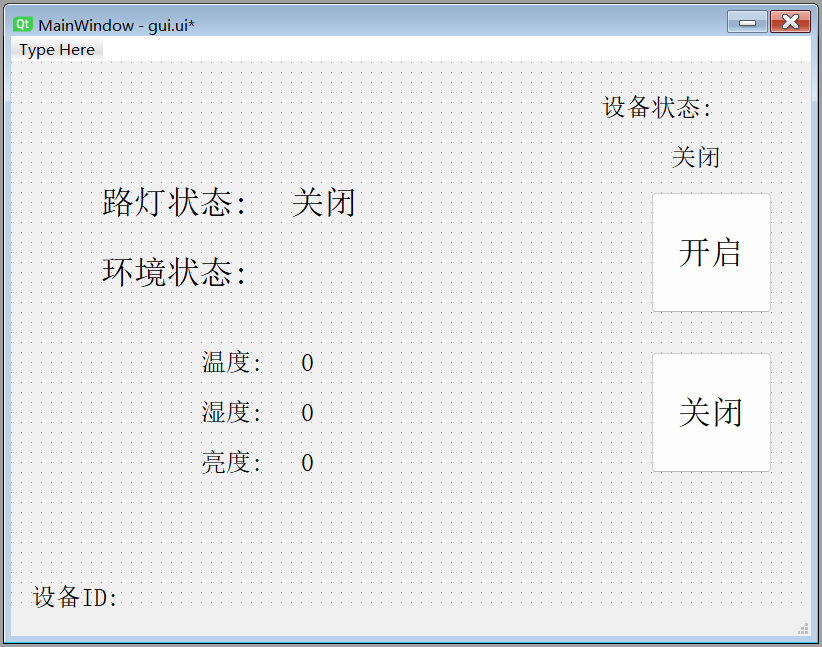 MainWindow - gui.ui*
Type Here
设备状态:
关闭
路灯状态: 关闭
开启
环境状态:
温度: 0
湿度: 0
关闭
亮度: 0
设备ID: